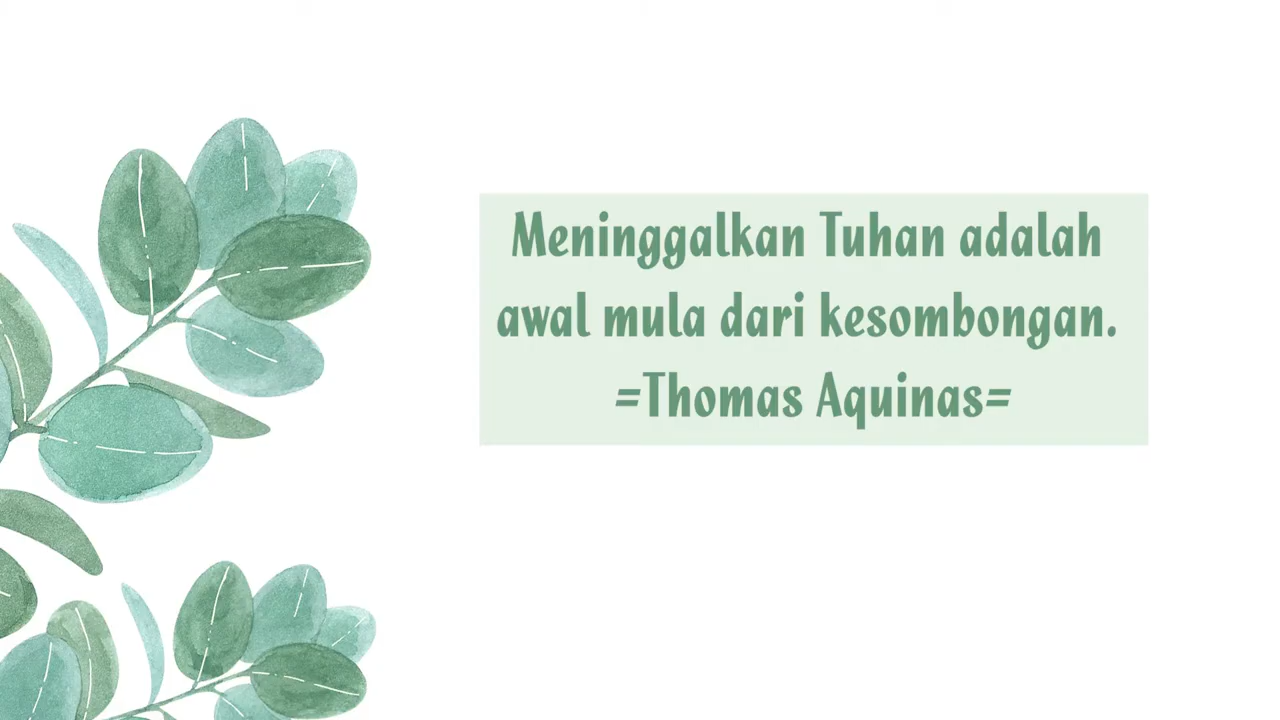 Meninggalkan Tuhan adalah
awal mula dari kesombongan.
=Thomas Aquinas=